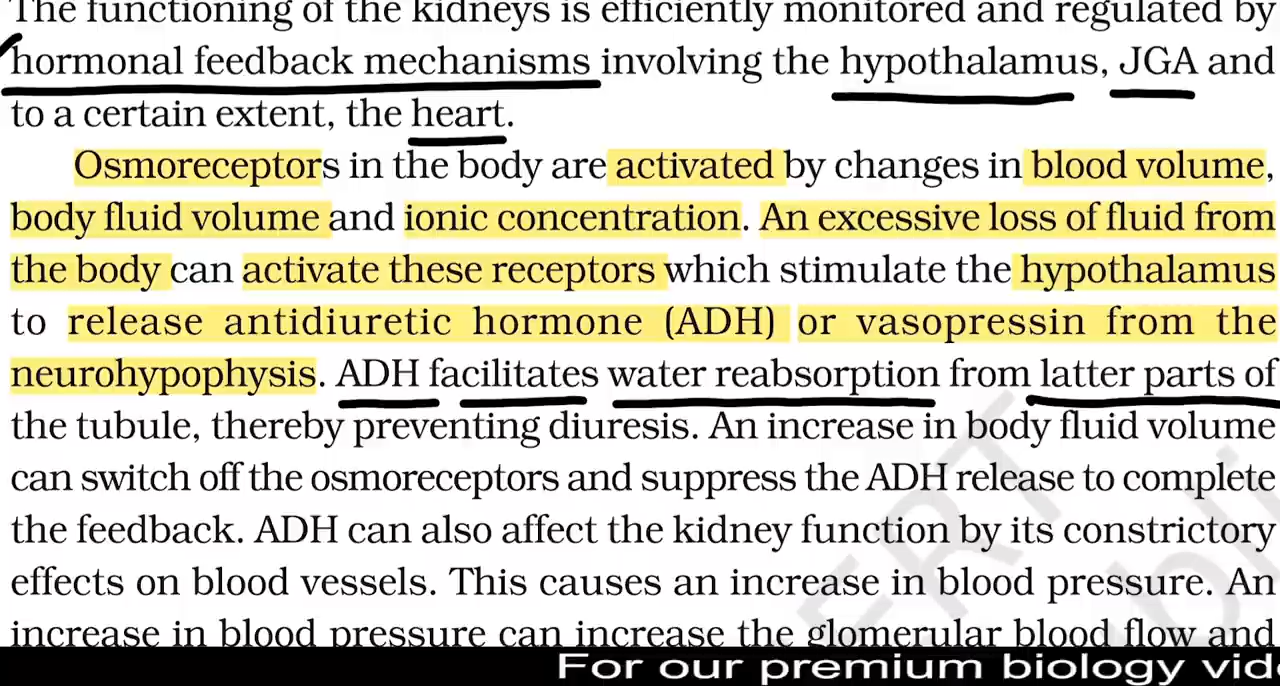 The functioning of the kidneys is efficiently monitored and regulated by
hormonal feedback mechanisms involving the hypothalamus, JGA and
to a certain extent, the heart.
Osmoreceptors in the body are activated by changes in blood volume,
body fluid volume and ionic concentration. An excessive loss of fluid from
the body can activate these receptors which stimulate the hypothalamus
to release antidiuretic hormone (ADH) or vasopressin from the
neurohypophysis. ADH facilitates water reabsorption from latter parts of
the tubule, thereby preventing diuresis. An increase in body fluid volume
can switch off the osmoreceptors and suppress the ADH release to complete
the feedback. ADH can also affect the kidney function by its constrictory
effects on blood vessels. This causes an increase in blood pressure. An
increase in blood pressure can increase the glomerular blood flow and
For our premium biology vid